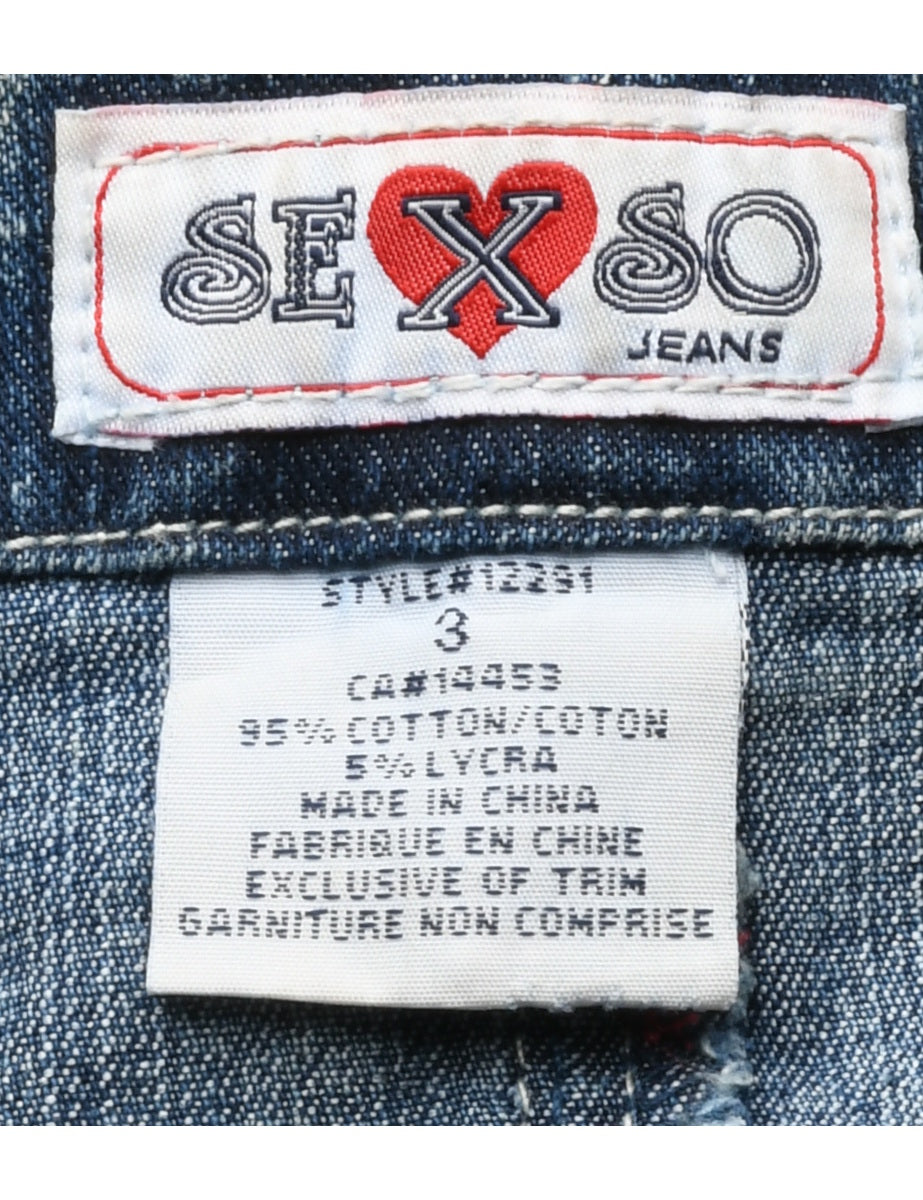 SEXSO
JEANS
STYLE#12291
3
CA#14453
95% COTTON/COTON
5% LYCRA
MADE IN CHINA
FABRIQUE EN CHINE
EXCLUSIVE OF TRIM
GARNITURE NON COMPRISE